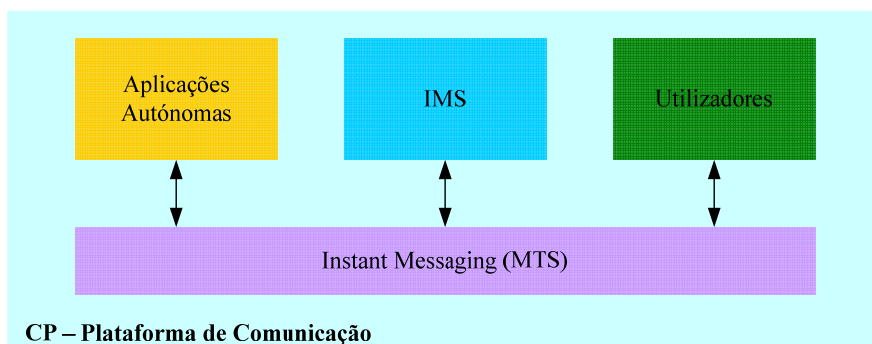 Aplicações
Autónomas
IMS
Utilizadores
Instant Messaging (MTS)
CP – Plataforma de Comunicação